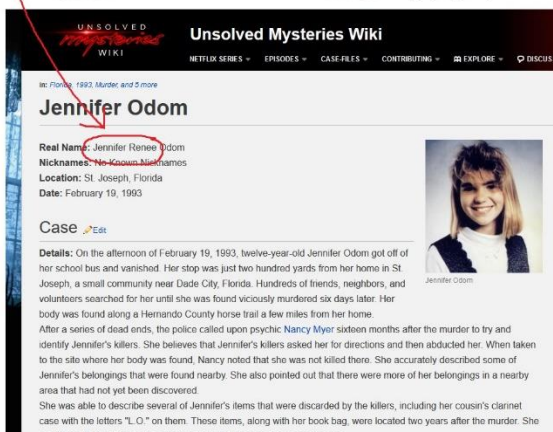 UNSOLVED
mysteries
WIKI
Unsolved Mysteries Wiki
NETFLIX SERIES EPISODES CASE-FILES CONTRIBUTING EXPLORE DISCUS
in: Florida, 1993, Murder, and 5 more
Jennifer Odom
Real Name: Jennifer Renee Odom
Nicknames: No Known Nicknames
Location: St. Joseph, Florida
Date: February 19, 1993
Jennifer Odom
Case Edit
Details: On the afternoon of February 19, 1993, twelve-year-old Jennifer Odom got off of
her school bus and vanished. Her stop was just two hundred yards from her home in St.
Joseph, a small community near Dade City, Florida. Hundreds of friends, neighbors, and
volunteers searched for her until she was found viciously murdered six days later. Her
body was found along a Hernando County horse trail a few miles from her home.
After a series of dead ends, the police called upon psychic Nancy Myer sixteen months after the murder to try and
identify Jennifer's killers. She believes that Jennifer's killers asked her for directions and then abducted her. When taken
to the site where her body was found, Nancy noted that she was not killed there. She accurately described some of
Jennifer's belongings that were found nearby. She also pointed out that there were more of her belongings in a nearby
area that had not yet been discovered.
She was able to describe several of Jennifer's items that were discarded by the killers, including her cousin's clarinet
case with the letters "L.O." on them. These items, along with her book bag, were located two years after the murder. She